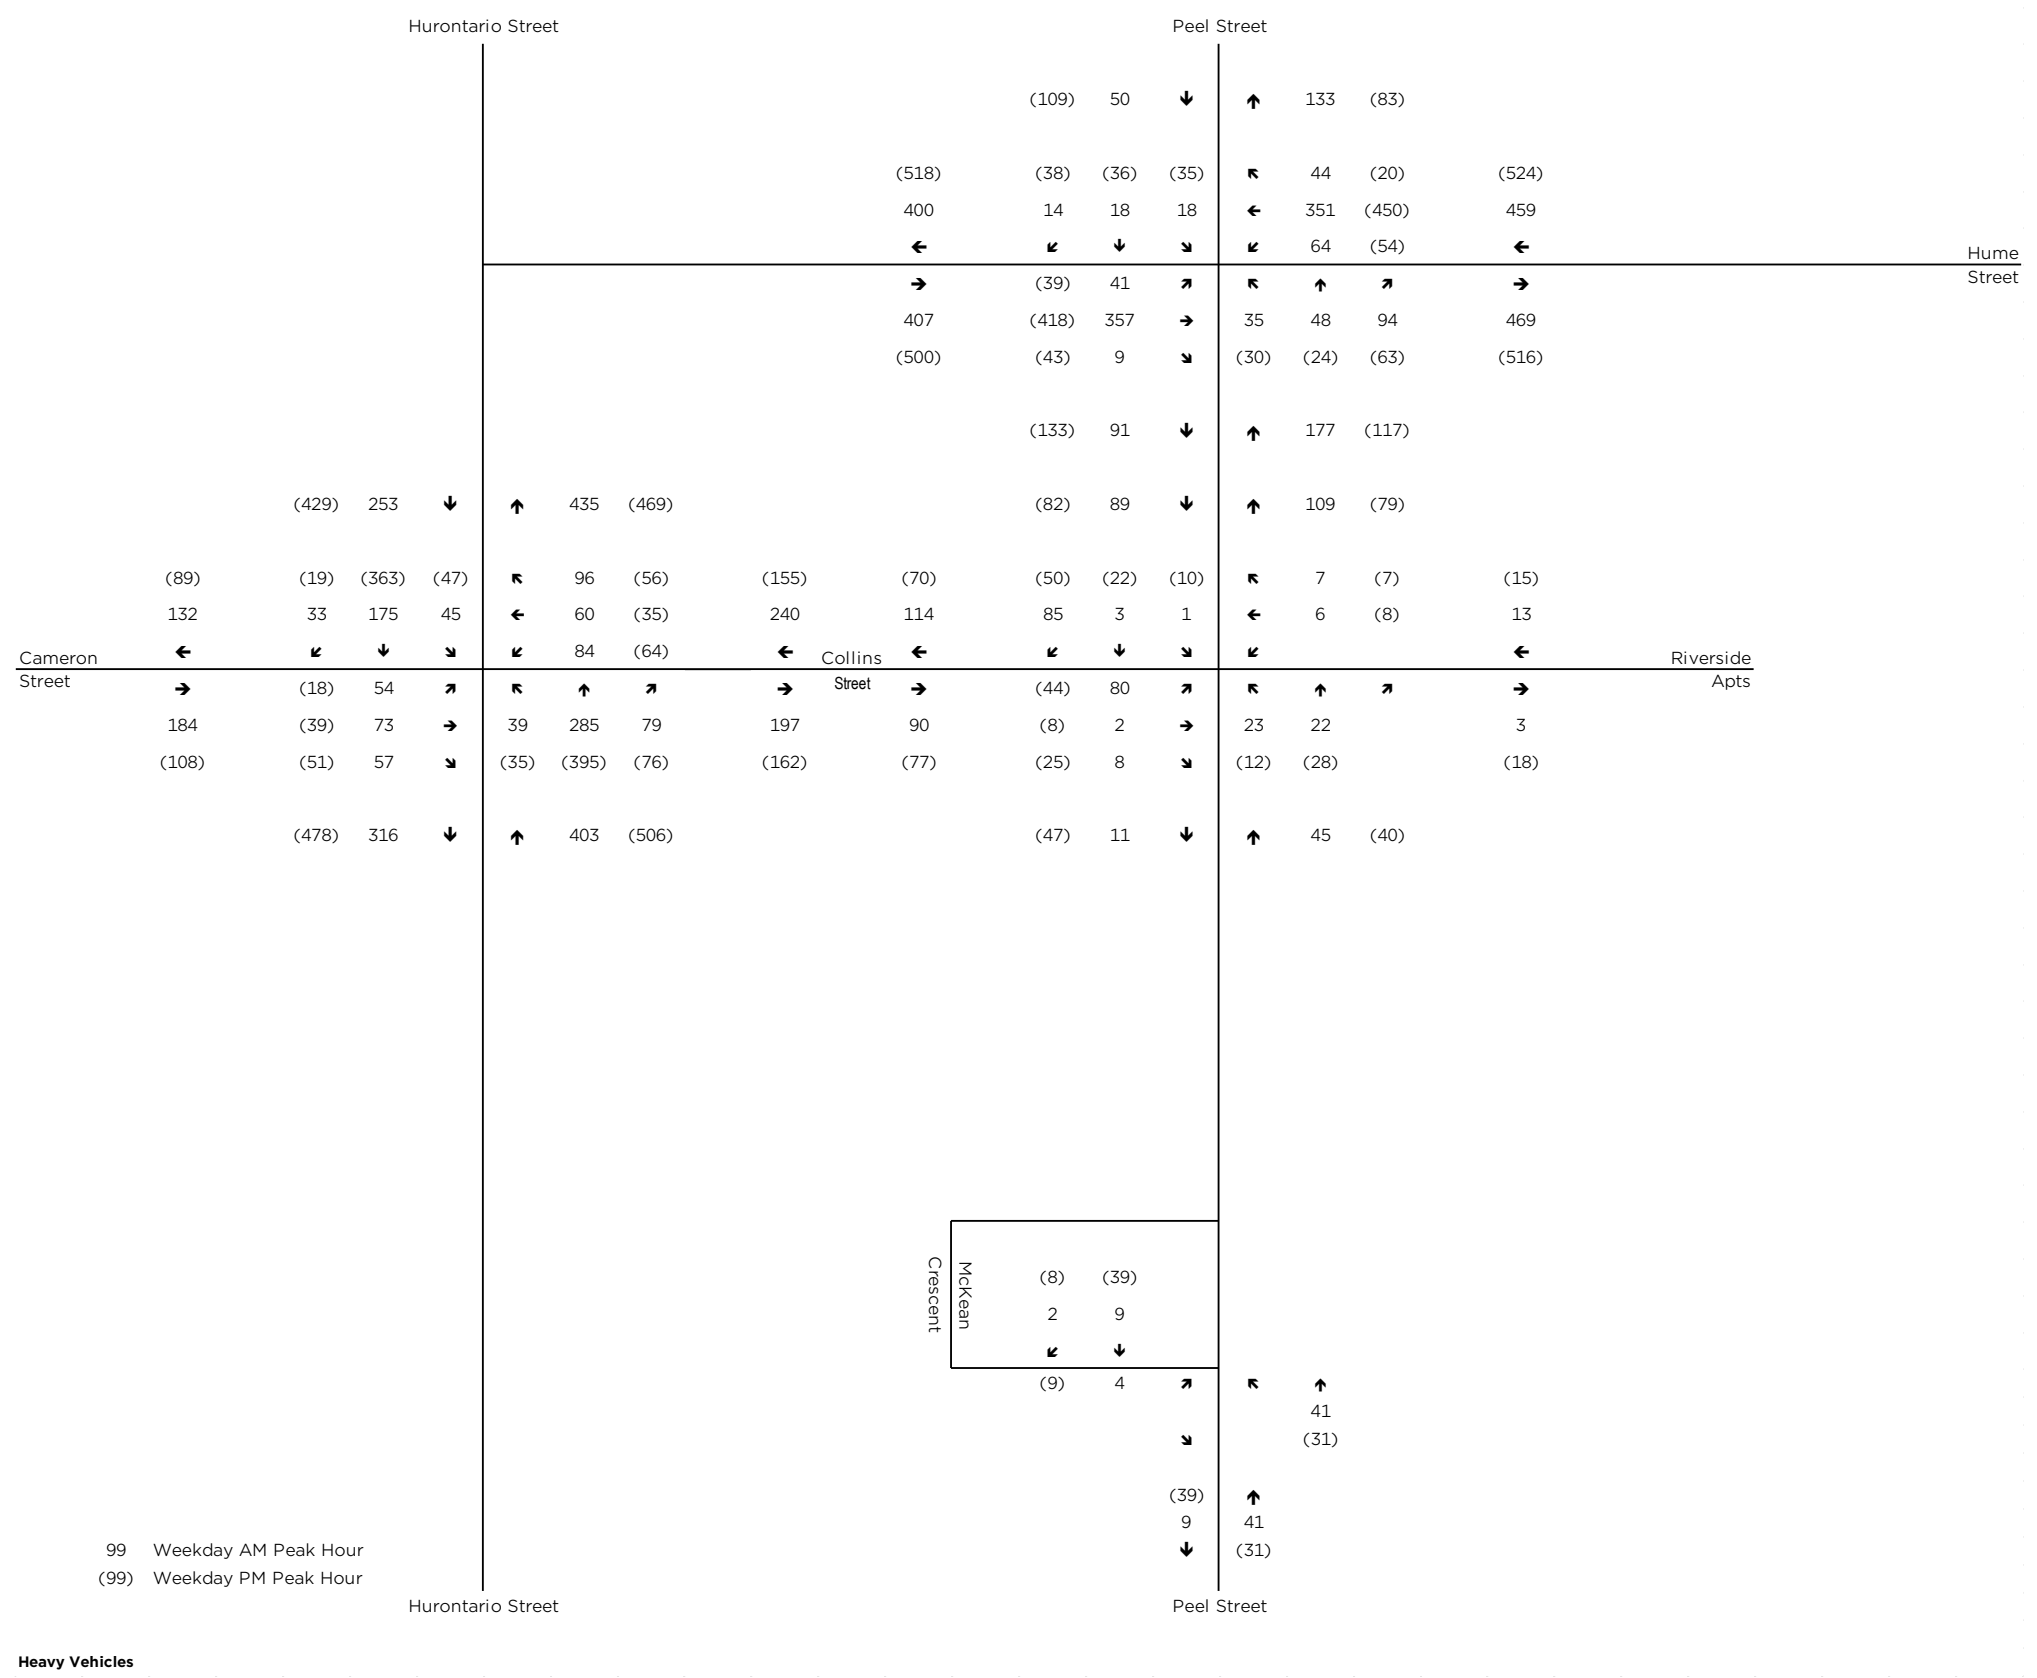 Hurontario Street Peel Street
(109) 50 🡫 🡩 133 (83)
(518) (38) (36) (35) 🡬 44 (20) (524)
400 14 18 18 🡨 351 (450) 459
🡨 🡯 🡫 🡮 🡯 64 (54) 🡨 Hume
🡪 (39) 41 🡭 🡬 🡩 🡭 🡪 Street
407 (418) 357 🡪 35 48 94 469
(500) (43) 9 🡮 (30) (24) (63) (516)
(133) 91 🡫 🡩 177 (117)
(429) 253 🡫 🡩 435 (469) (82) 89 🡫 🡩 109 (79)
(89) (19) (363) (47) 🡬 96 (56) (155) (70) (50) (22) (10) 🡬 7 (7) (15)
132 33 175 45 🡨 60 (35) 240 114 85 3 1 🡨 6 (8) 13
Cameron 🡨 🡯 🡫 🡮 🡯 84 (64) 🡨 Collins 🡨 🡯 🡫 🡮 🡯 🡨 Riverside
Street 🡪 (18) 54 🡭 🡬 🡩 🡭 🡪 Street 🡪 (44) 80 🡭 🡬 🡩 🡭 🡪 Apts
184 (39) 73 🡪 39 285 79 197 90 (8) 2 🡪 23 22 3
(108) (51) 57 🡮 (35) (395) (76) (162) (77) (25) 8 🡮 (12) (28) (18)
(478) 316 🡫 🡩 403 (506) (47) 11 🡫 🡩 45 (40)
McKean
Crescent
(8) (39)
2 9
🡯 🡫
(9) 4 🡭 🡬 🡩
41
🡮 (31)
(39) 🡩
9 41
99 Weekday AM Peak Hour 🡫 (31)
(99) Weekday PM Peak Hour
Hurontario Street Peel Street
Heavy Vehicles